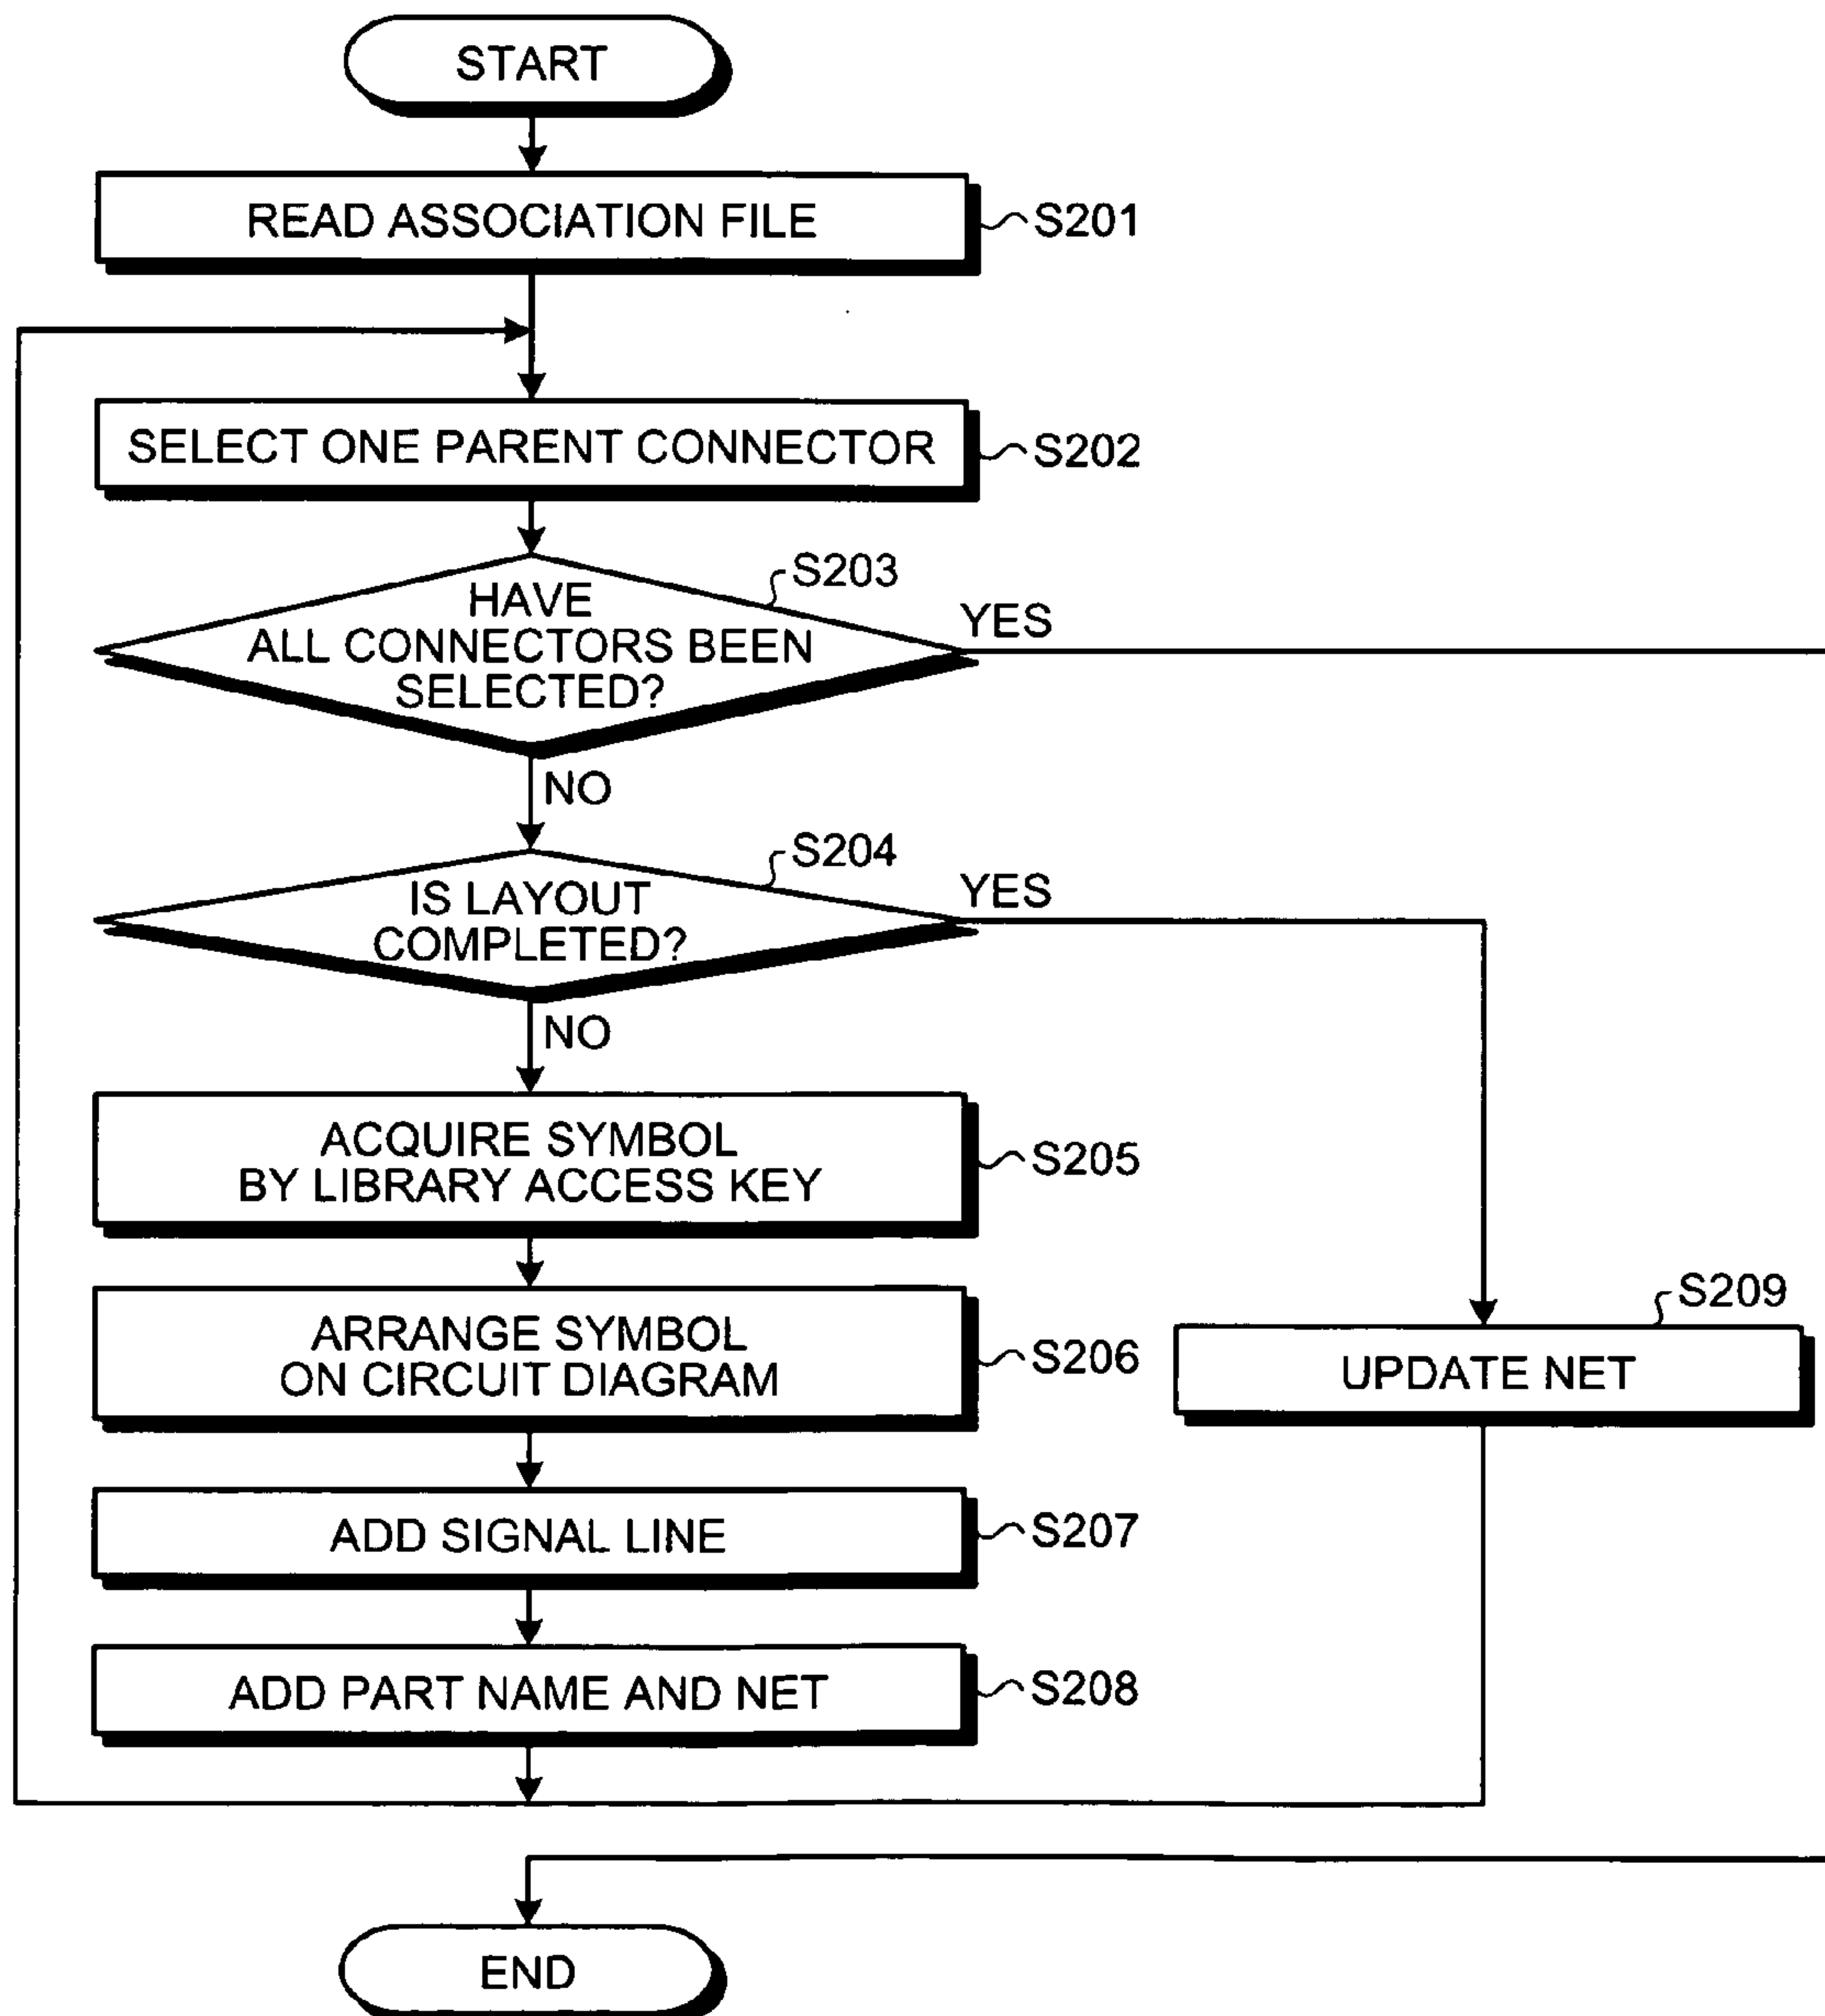 START
READ ASSOCIATION FILE
S201
SELECT ONE PARENT CONNECTOR
S202
S203
HAVE
ALL CONNECTORS BEEN
SELECTED?
YES
NO
S204
IS LAYOUT
COMPLETED?
YES
NO
ACQUIRE SYMBOL
BY LIBRARY ACCESS KEY
S205
ARRANGE SYMBOL
ON CIRCUIT DIAGRAM
S206
S209
UPDATE NET
ADD SIGNAL LINE
S207
ADD PART NAME AND NET
S208
END